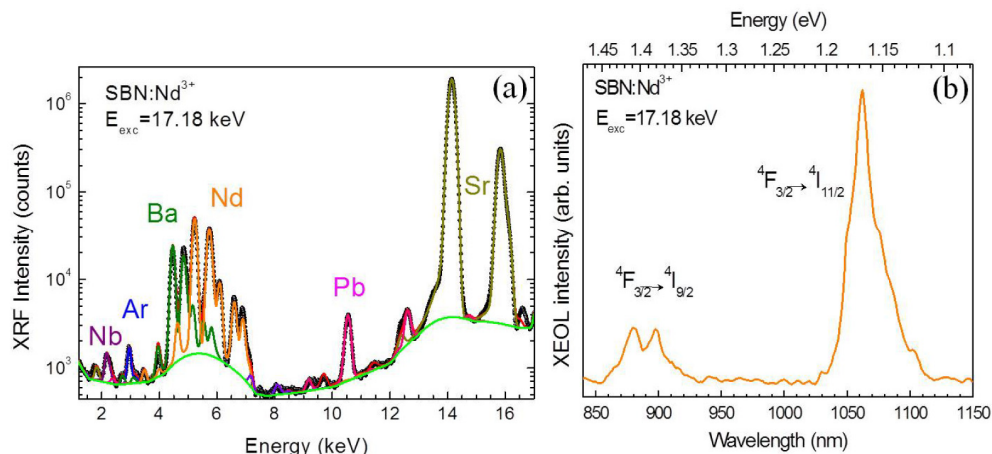 (a)
SBN:Nd³⁺
E_exc=17.18 keV
XRF Intensity (counts)
10⁶
10⁵
10⁴
10³
Nb
Ar
Ba
Nd
Pb
Sr
2 4 6 8 10 12 14 16
Energy (keV)
Energy (eV)
1.45 1.4 1.35 1.3 1.25 1.2 1.15 1.1
(b)
SBN:Nd³⁺
E_exc=17.18 keV
XEOL intensity (arb. units)
⁴F₃/₂→⁴I₁₁/₂
⁴F₃/₂→⁴I₉/₂
850 900 950 1000 1050 1100 1150
Wavelength (nm)